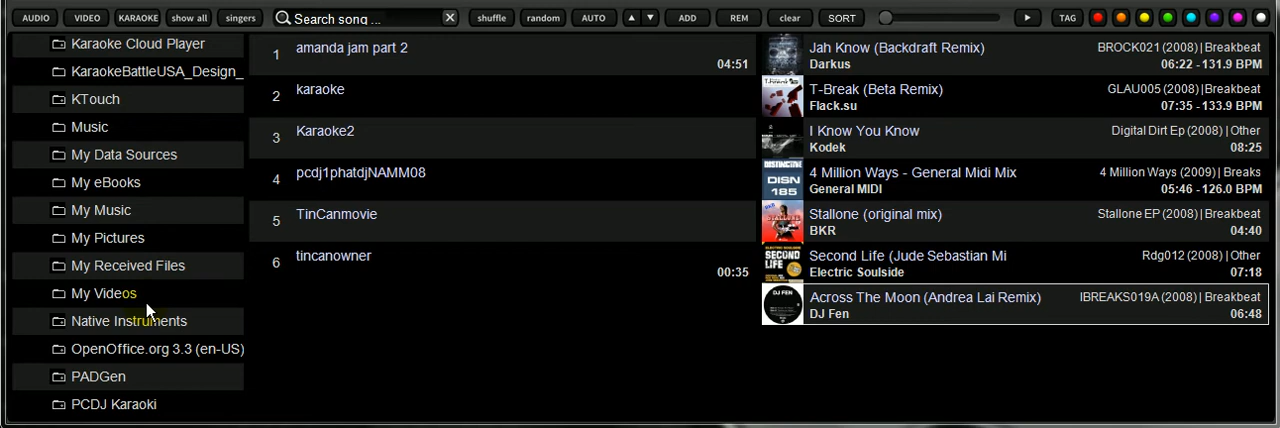 AUDIO VIDEO KARAOKE show all singers Search song ... X shuffle random AUTO ADD REM clear SORT TAG
Karaoke Cloud Player
KaraokeBattleUSA_Design_
KTouch
Music
My Data Sources
My eBooks
My Music
My Pictures
My Received Files
My Videos
Native Instruments
OpenOffice.org 3.3 (en-US)
PADGen
PCDJ Karaoki
1 amanda jam part 2
04:51
2 karaoke
3 Karaoke2
4 pcdj1phatdjNAMM08
5 TinCanmovie
6 tincanowner
00:35
Jah Know (Backdraft Remix) BROCK021 (2008) | Breakbeat
Darkus 06:22 - 131.9 BPM
T-Break (Beta Remix) GLAU005 (2008) | Breakbeat
Flack.su 07:35 - 133.9 BPM
I Know You Know Digital Dirt Ep (2008) | Other
Kodek 08:25
4 Million Ways - General Midi Mix 4 Million Ways (2009) | Breaks
General MIDI 05:46 - 126.0 BPM
Stallone (original mix) Stallone EP (2008) | Breakbeat
BKR 04:40
Second Life (Jude Sebastian Mi Rdg012 (2008) | Other
Electric Soulside 07:18
Across The Moon (Andrea Lai Remix) IBREAKS019A (2008) | Breakbeat
DJ Fen 06:48
DISN
185
SECOND
LIFE
DJ FEN